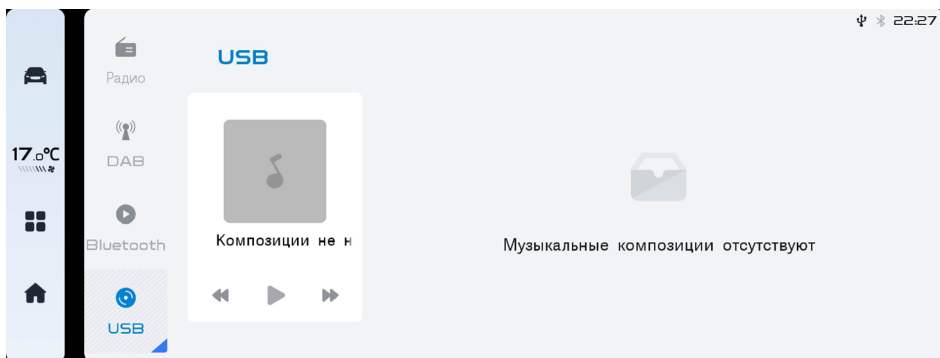 22:27
USB
Радио
17.0°C
DAB
Bluetooth
Композиции не н
Музыкальные композиции отсутствуют
USB